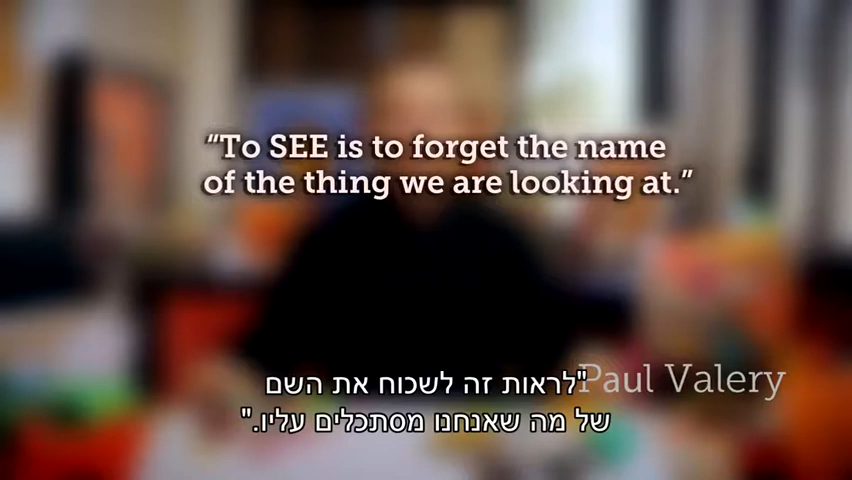 “To SEE is to forget the name
of the thing we are looking at.”
Paul Valery
"לראות זה לשכוח את השם
של מה שאנחנו מסתכלים עליו."